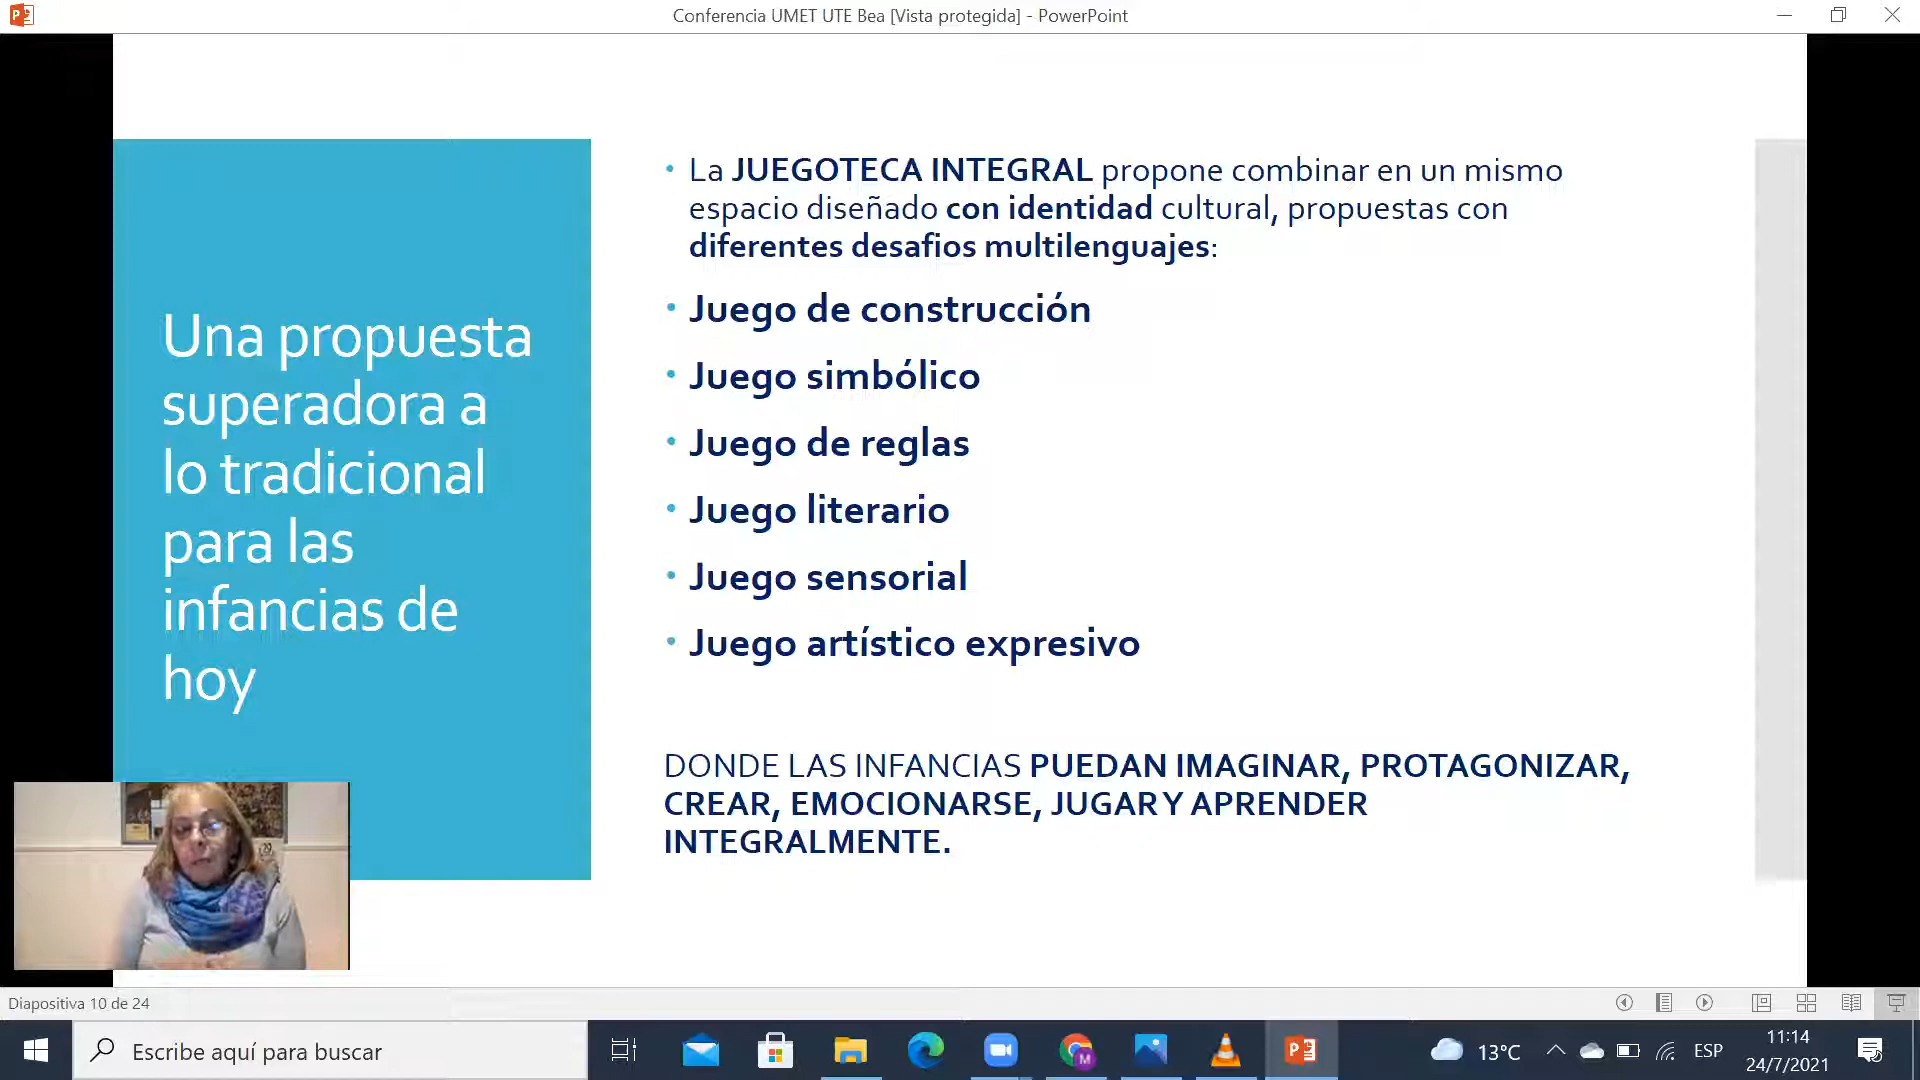 Conferencia UMET UTE Bea [Vista protegida] - PowerPoint
Una propuesta
superadora a
lo tradicional
para las
infancias de
hoy
• La JUEGOTECA INTEGRAL propone combinar en un mismo
espacio diseñado con identidad cultural, propuestas con
diferentes desafios multilenguajes:
• Juego de construcción
• Juego simbólico
• Juego de reglas
• Juego literario
• Juego sensorial
• Juego artístico expresivo
DONDE LAS INFANCIAS PUEDAN IMAGINAR, PROTAGONIZAR,
CREAR, EMOCIONARSE, JUGAR Y APRENDER
INTEGRALMENTE.
29
Diapositiva 10 de 24
Escribe aquí para buscar
M
13°C
ESP
11:14
24/7/2021